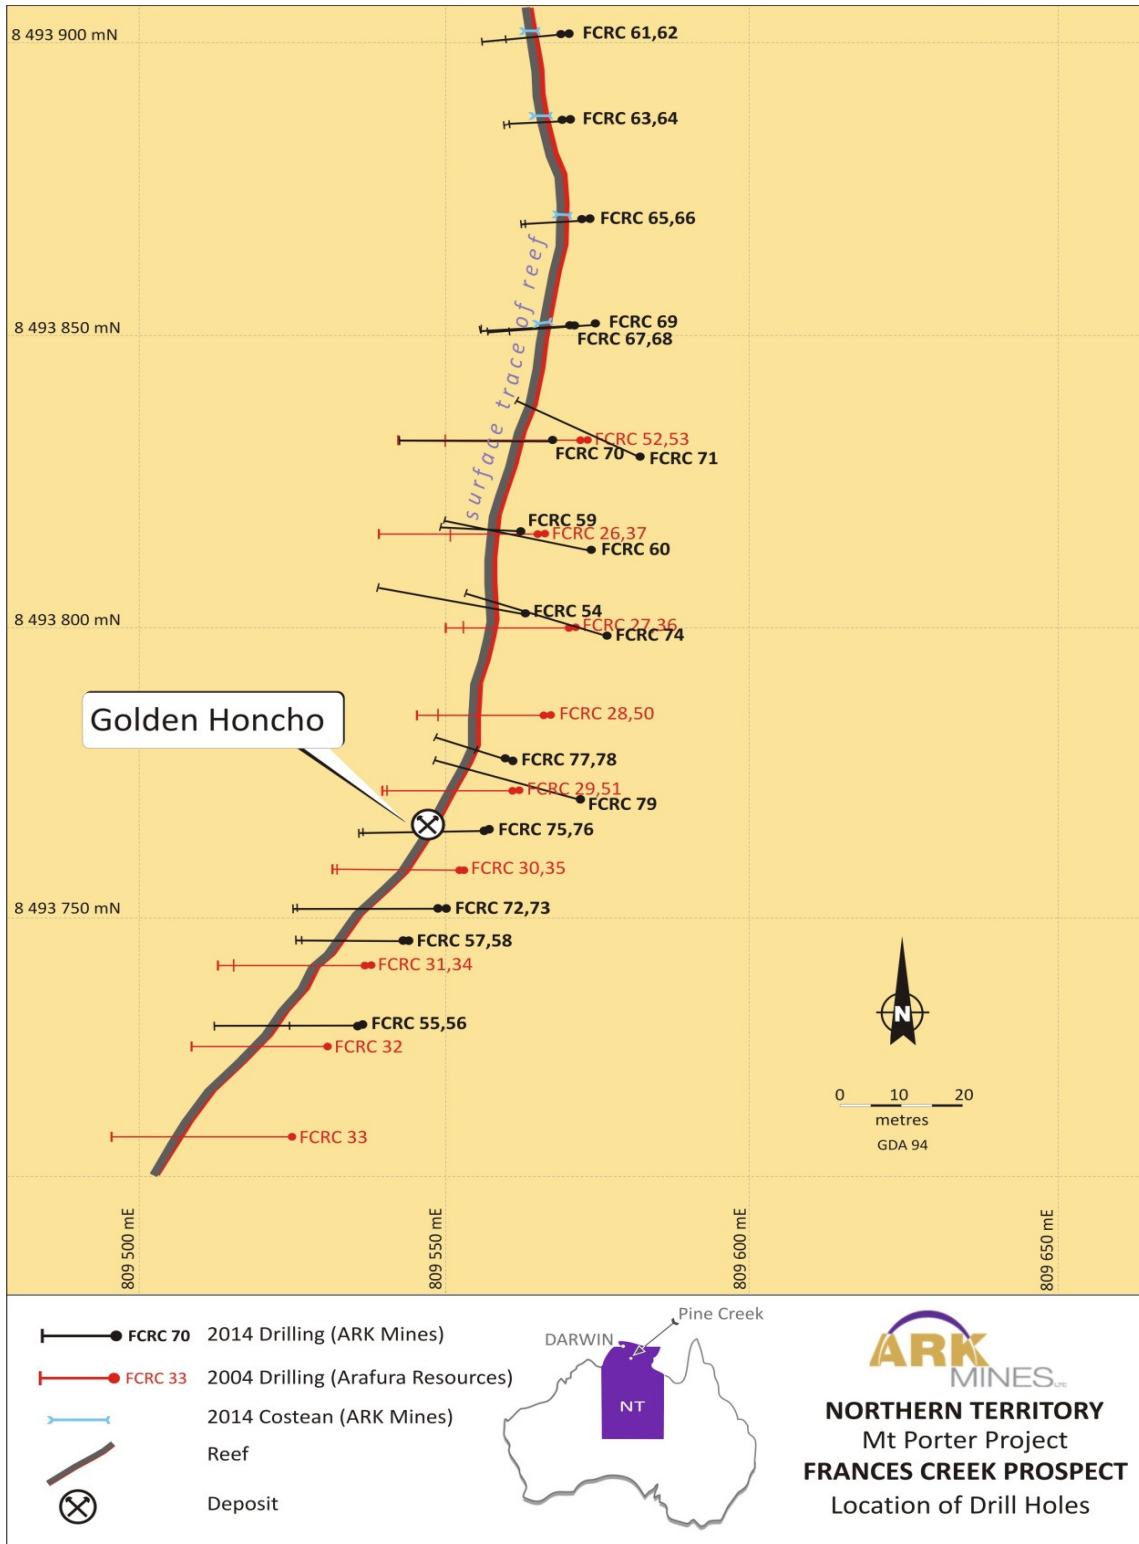 8 493 900 mN
FCRC 61,62
FCRC 63,64
FCRC 65,66
surface trace of reef
8 493 850 mN
FCRC 69
FCRC 67,68
FCRC 52,53
FCRC 70
FCRC 71
FCRC 59
FCRC 26,37
FCRC 60
FCRC 54
8 493 800 mN
FCRC 27,36
FCRC 74
Golden Honcho
FCRC 28,50
FCRC 77,78
FCRC 29,51
FCRC 79
FCRC 75,76
FCRC 30,35
8 493 750 mN
FCRC 72,73
FCRC 57,58
FCRC 31,34
FCRC 55,56
FCRC 32
FCRC 33
N
0 10 20
metres
GDA 94
809 500 mE
809 550 mE
809 600 mE
809 650 mE
FCRC 70 2014 Drilling (ARK Mines)
FCRC 33 2004 Drilling (Arafura Resources)
2014 Costean (ARK Mines)
Reef
Deposit
Pine Creek
DARWIN
NT
ARK
MINES LTD
NORTHERN TERRITORY
Mt Porter Project
FRANCES CREEK PROSPECT
Location of Drill Holes